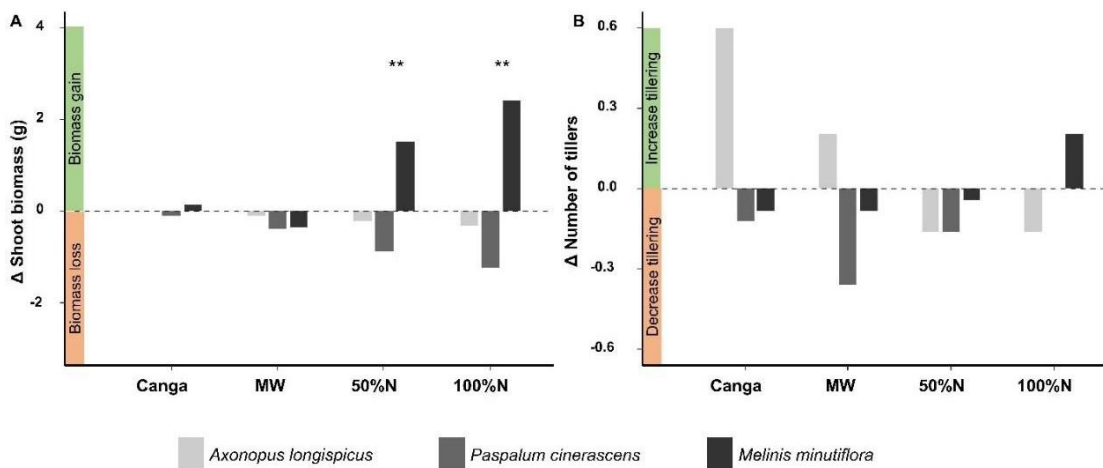 A
4
2
0
-2
Δ Shoot biomass (g)
Biomass gain
Biomass loss
**
**
Canga MW 50%N 100%N
B
0.6
0.3
0.0
-0.3
-0.6
Δ Number of tillers
Increase tillering
Decrease tillering
Canga MW 50%N 100%N
Axonopus longispicus Paspalum cinerascens Melinis minutiflora